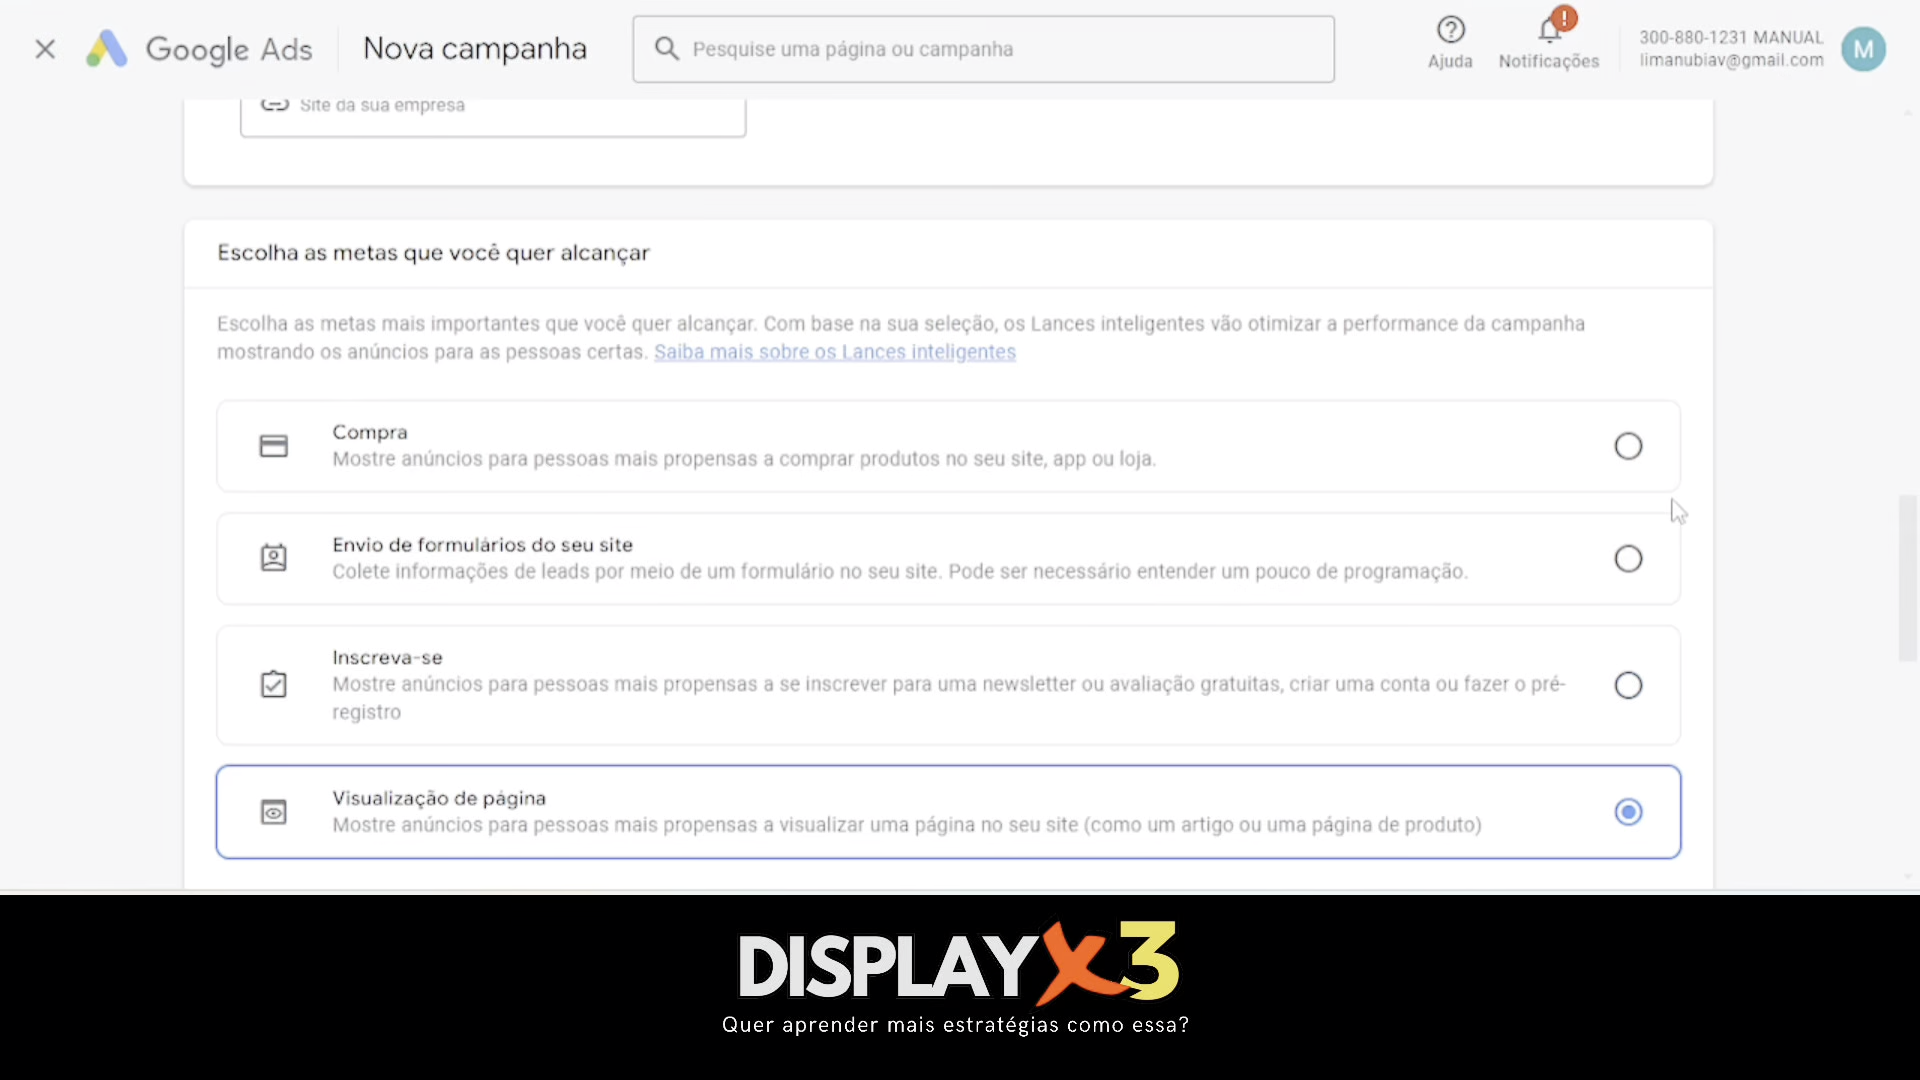 Google Ads
Nova campanha
Pesquise uma página ou campanha
Ajuda
Notificações
300-880-1231 MANUAL
limanubiav@gmail.com
M
Site da sua empresa
Escolha as metas que você quer alcançar
Escolha as metas mais importantes que você quer alcançar. Com base na sua seleção, os Lances inteligentes vão otimizar a performance da campanha
mostrando os anúncios para as pessoas certas. Saiba mais sobre os Lances inteligentes
Compra
Mostre anúncios para pessoas mais propensas a comprar produtos no seu site, app ou loja.
Envio de formulários do seu site
Colete informações de leads por meio de um formulário no seu site. Pode ser necessário entender um pouco de programação.
Inscreva-se
Mostre anúncios para pessoas mais propensas a se inscrever para uma newsletter ou avaliação gratuitas, criar uma conta ou fazer o pré-
registro
Visualização de página
Mostre anúncios para pessoas mais propensas a visualizar uma página no seu site (como um artigo ou uma página de produto)
DISPLAYX3
Quer aprender mais estratégias como essa?